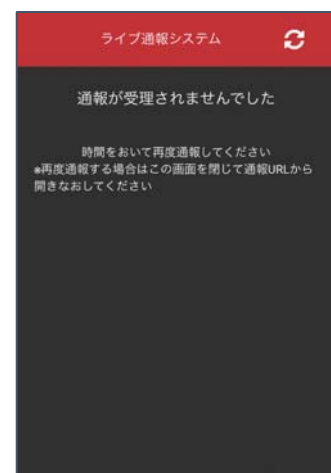 ライブ通報システム
通報が受理されませんでした
時間をおいて再度通報してください
※再度通報する場合はこの画面を閉じて通報URLから
開きなおしてください